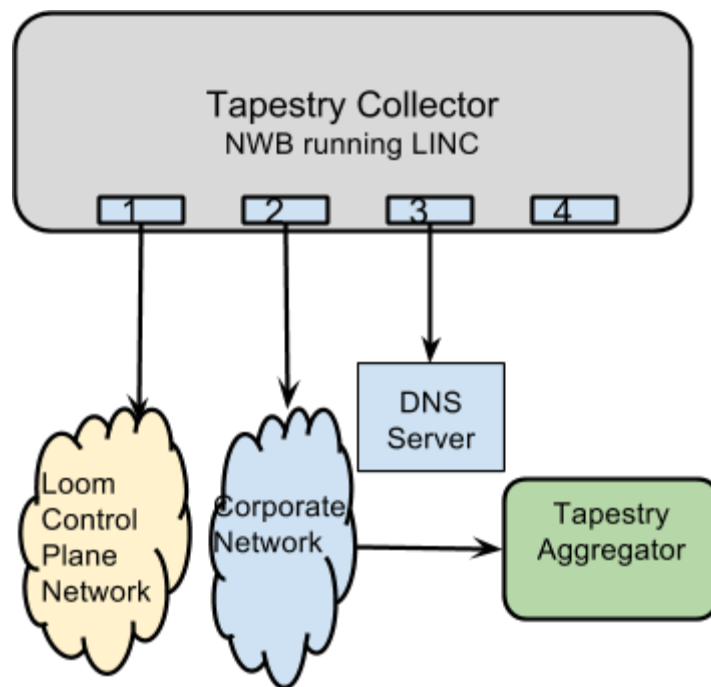 Tapestry Collector
NWB running LINC
1 2 3 4
DNS
Server
Loom
Control
Plane
Network
Corporate
Network
Tapestry
Aggregator